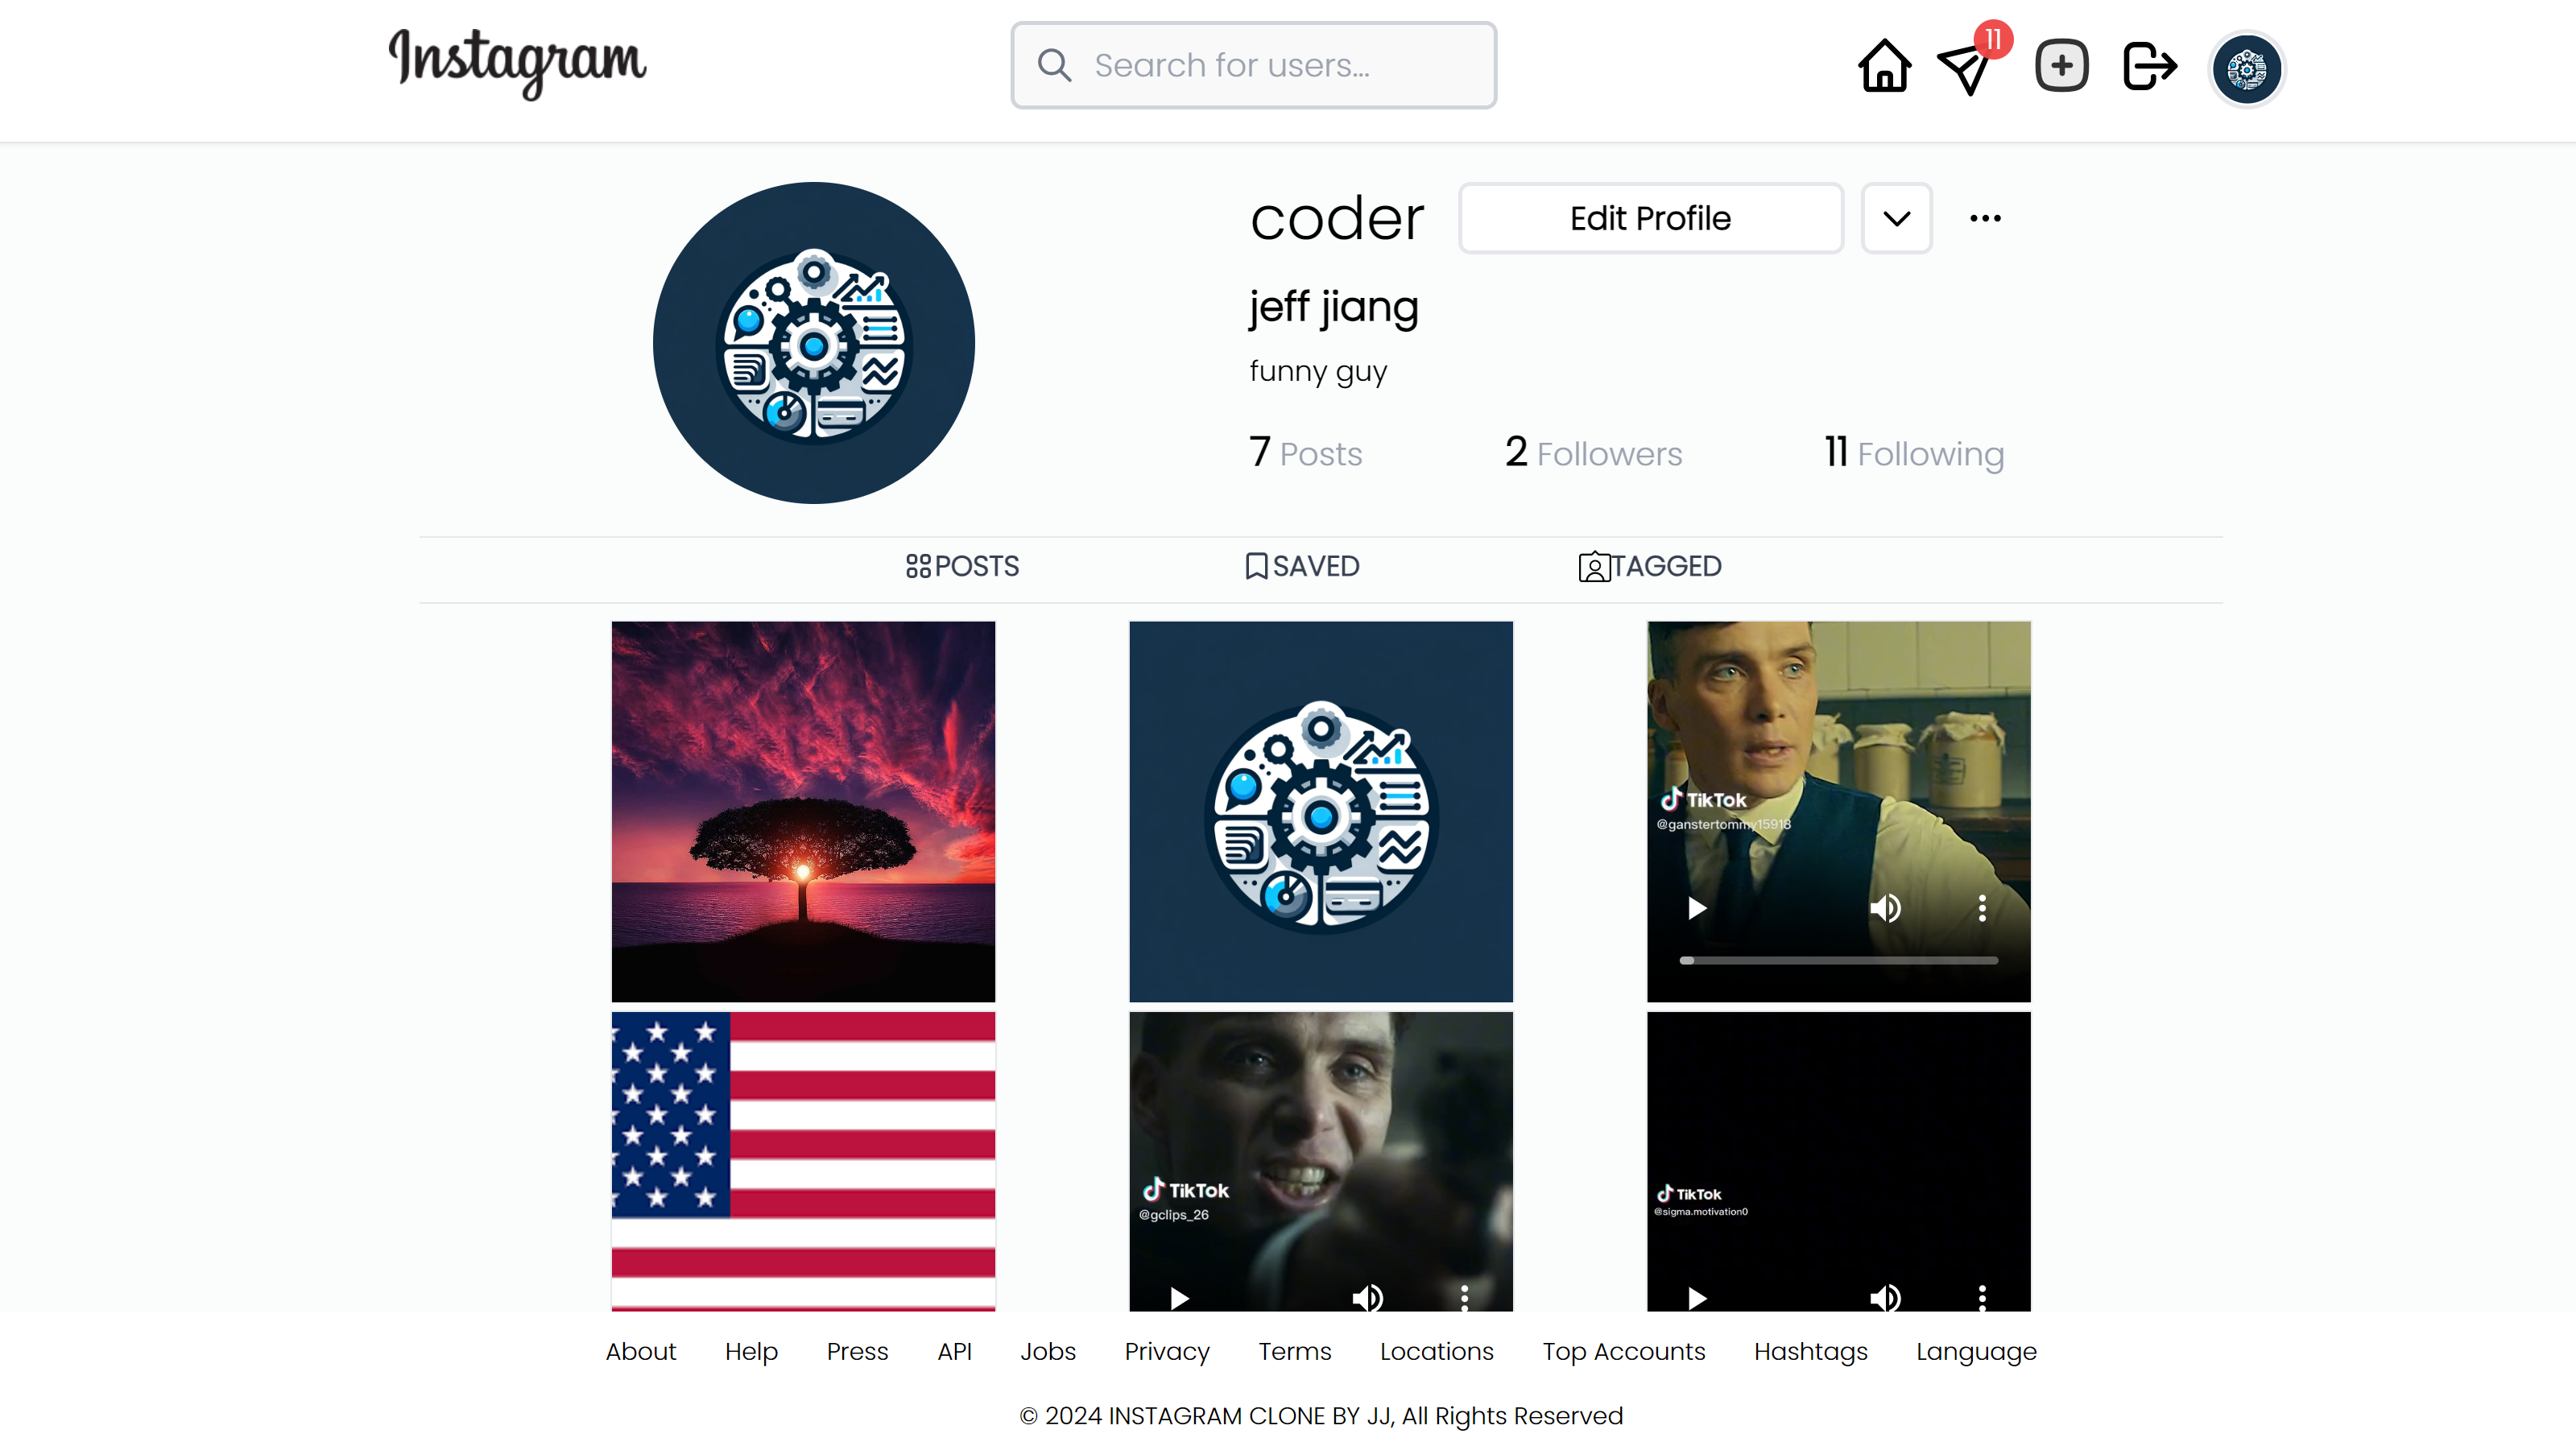 Instagram
Search for users...
11
coder
Edit Profile
jeff jiang
funny guy
7 Posts
2 Followers
11 Following
POSTS
SAVED
TAGGED
TikTok
@ganstertommy15918
TikTok
@gclips_26
TikTok
@sigma.motivation0
About
Help
Press
API
Jobs
Privacy
Terms
Locations
Top Accounts
Hashtags
Language
© 2024 INSTAGRAM CLONE BY JJ, All Rights Reserved